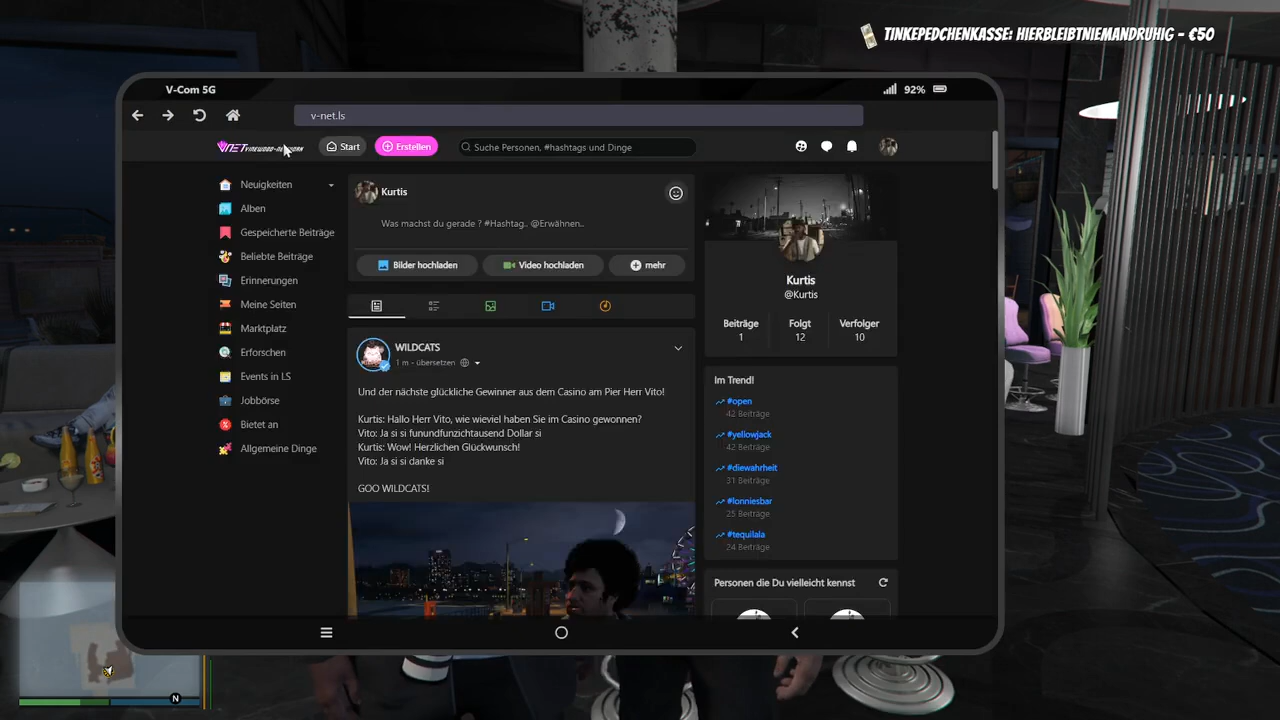 TINKEPEDCHENKASSE: HIERBLEIBTNIEMANDRUHIG - €50
V-Com 5G
92%
v-net.ls
VNET VINEWOOD-NETWORK
Start
Erstellen
Suche Personen, #hashtags und Dinge
Neuigkeiten
Alben
Gespeicherte Beiträge
Beliebte Beiträge
Erinnerungen
Meine Seiten
Marktplatz
Erforschen
Events in LS
Jobbörse
Bietet an
Allgemeine Dinge
Kurtis
Was machst du gerade ? #Hashtag.. @Erwähnen..
Bilder hochladen
Video hochladen
mehr
WILDCATS
1 m - übersetzen
Und der nächste glückliche Gewinner aus dem Casino am Pier Herr Vito!
Kurtis: Hallo Herr Vito, wie wieviel haben Sie im Casino gewonnen?
Vito: Ja si si funundfunzichtausend Dollar si
Kurtis: Wow! Herzlichen Glückwunsch!
Vito: Ja si si danke si
GOO WILDCATS!
Kurtis
@Kurtis
Beiträge Folgt Verfolger
1 12 10
Im Trend!
#open
42 Beiträge
#yellowjack
42 Beiträge
#diewahrheit
31 Beiträge
#lonniesbar
25 Beiträge
#tequilala
24 Beiträge
Personen die Du vielleicht kennst
N